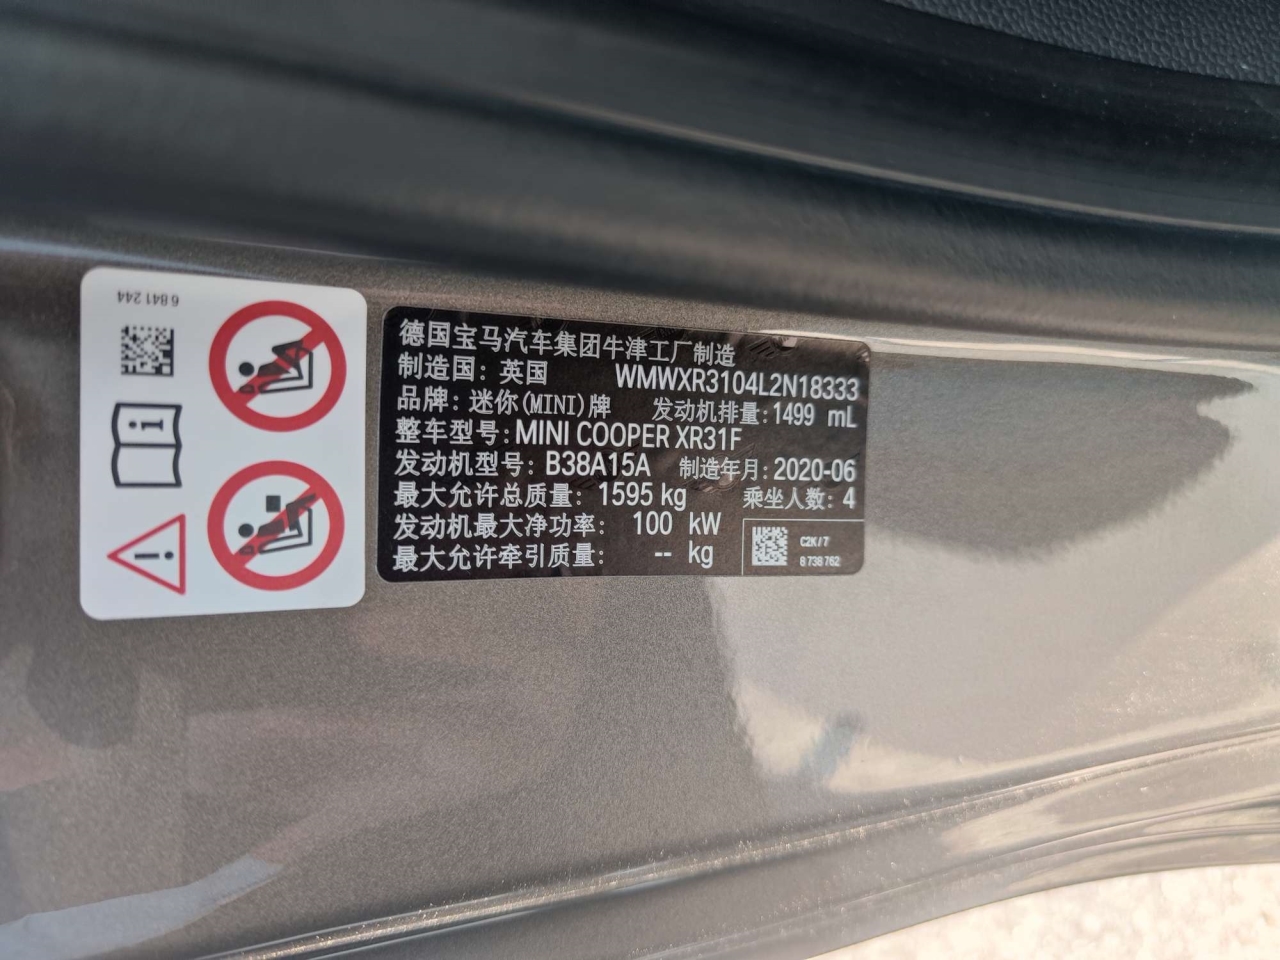 6 841 244
德国宝马汽车集团牛津工厂制造
制造国：英国 WMWXR3104L2N18333
品牌：迷你(MINI)牌 发动机排量：1499 mL
整车型号：MINI COOPER XR31F
发动机型号：B38A15A 制造年月：2020-06
最大允许总质量：1595 kg 乘坐人数：4
发动机最大净功率：100 kW
最大允许牵引质量：-- kg
C2K/7
8 738 762